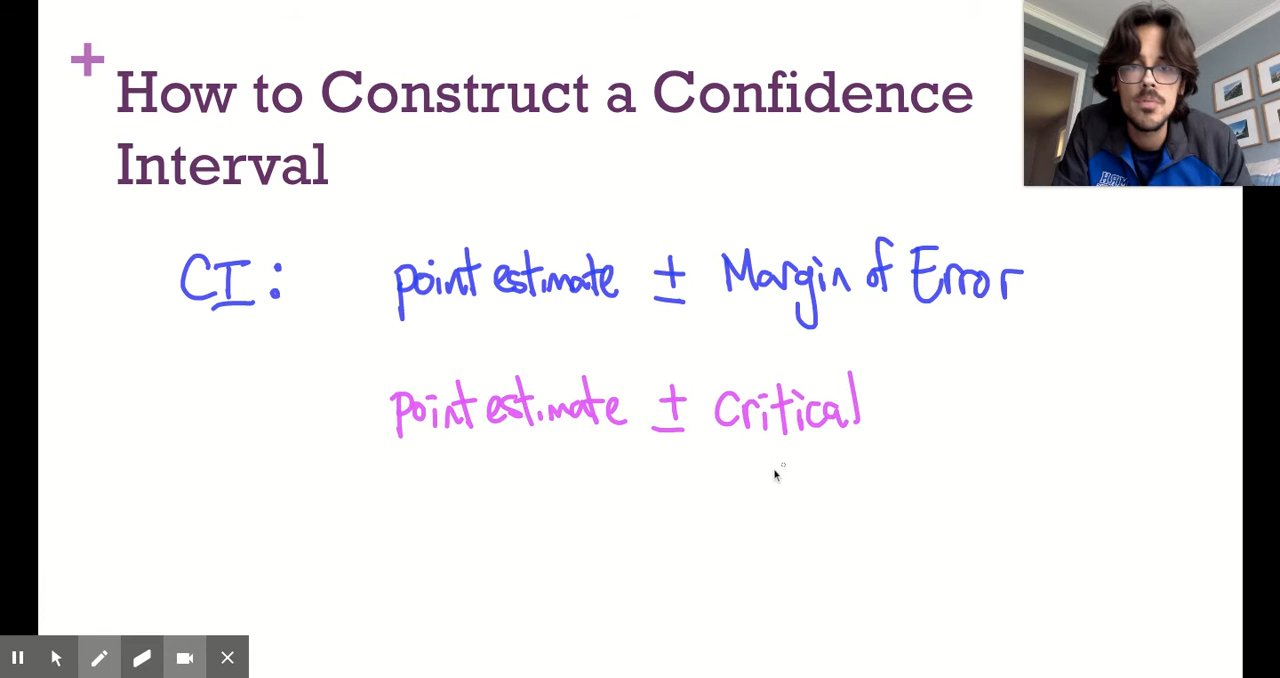 +
How to Construct a Confidence
Interval
CI: point estimate ± Margin of Error
point estimate ± Critical